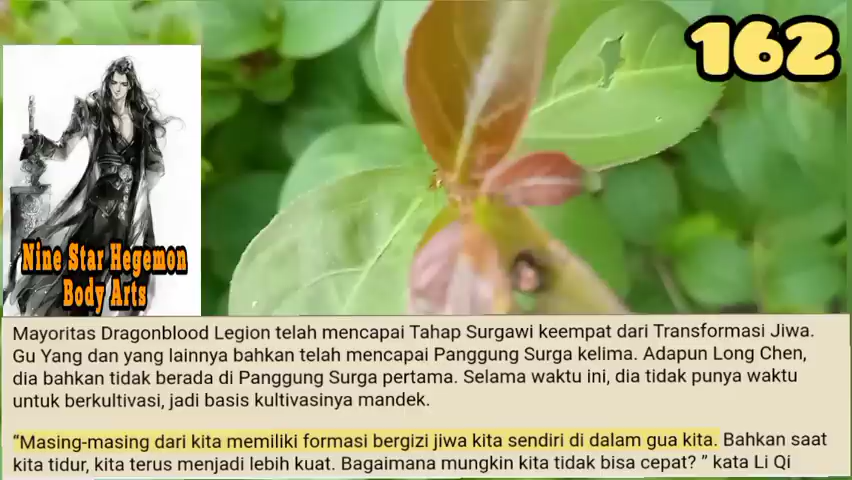 162
Nine Star Hegemon
Body Arts
Mayoritas Dragonblood Legion telah mencapai Tahap Surgawi keempat dari Transformasi Jiwa.
Gu Yang dan yang lainnya bahkan telah mencapai Panggung Surga kelima. Adapun Long Chen,
dia bahkan tidak berada di Panggung Surga pertama. Selama waktu ini, dia tidak punya waktu
untuk berkultivasi, jadi basis kultivasinya mandek.
“Masing-masing dari kita memiliki formasi bergizi jiwa kita sendiri di dalam gua kita. Bahkan saat
kita tidur, kita terus menjadi lebih kuat. Bagaimana mungkin kita tidak bisa cepat? ” kata Li Qi